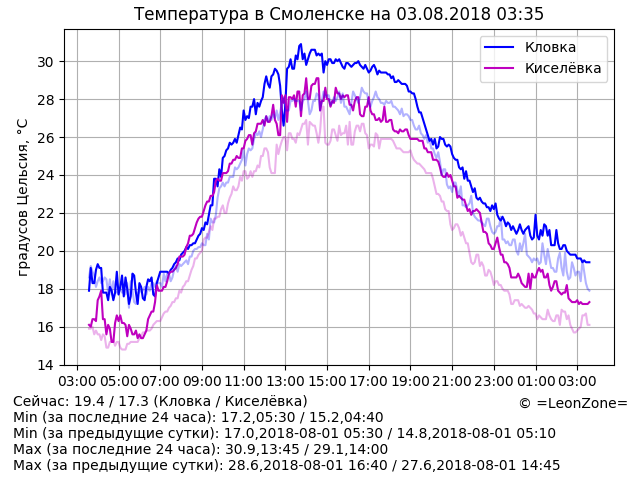 Температура в Смоленске на 03.08.2018 03:35
Кловка
Киселёвка
градусов Цельсия, °C
30
28
26
24
22
20
18
16
14
03:00 05:00 07:00 09:00 11:00 13:00 15:00 17:00 19:00 21:00 23:00 01:00 03:00
Сейчас: 19.4 / 17.3 (Кловка / Киселёвка)
© =LeonZone=
Min (за последние 24 часа): 17.2,05:30 / 15.2,04:40
Min (за предыдущие сутки): 17.0,2018-08-01 05:30 / 14.8,2018-08-01 05:10
Max (за последние 24 часа): 30.9,13:45 / 29.1,14:00
Max (за предыдущие сутки): 28.6,2018-08-01 16:40 / 27.6,2018-08-01 14:45